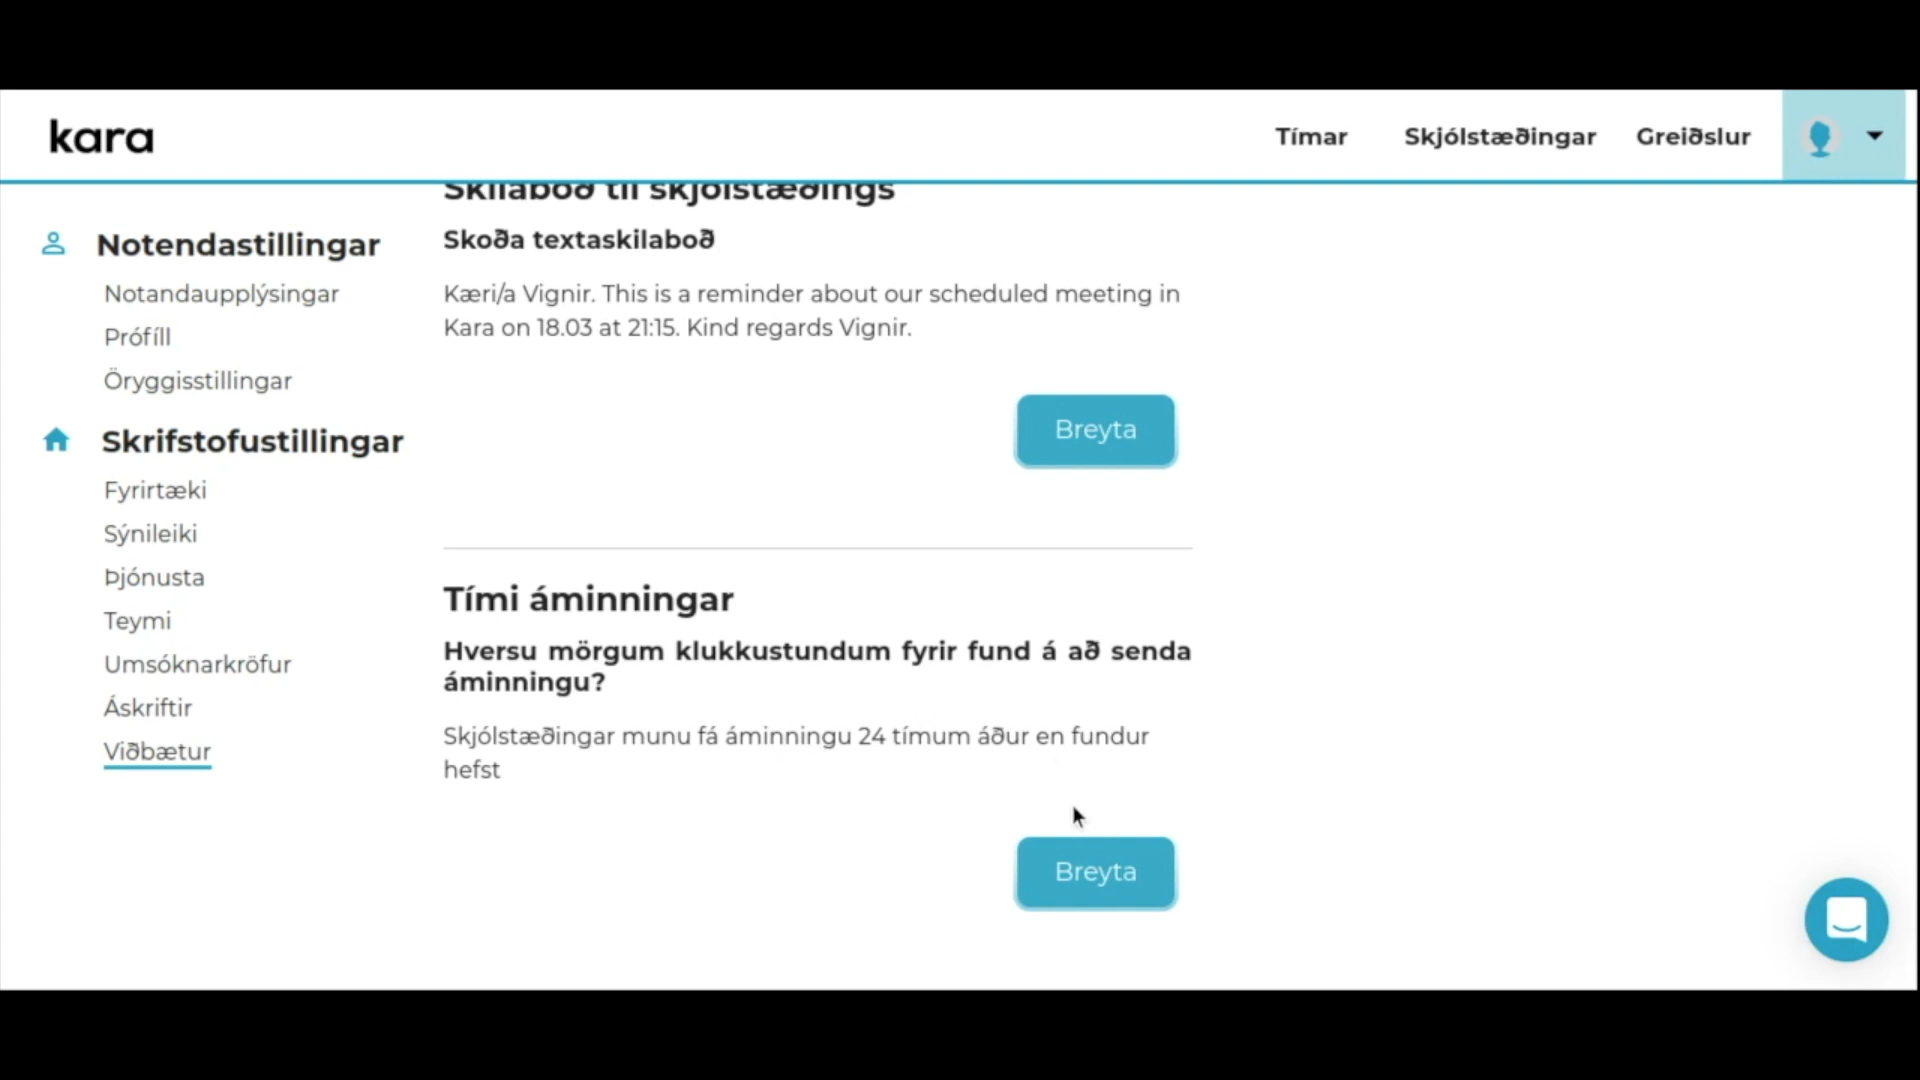 kara
Tímar
Skjólstæðingar
Greiðslur
Notendastillingar
Notandaupplýsingar
Prófíll
Öryggisstillingar
Skrifstofustillingar
Fyrirtæki
Sýnileiki
Þjónusta
Teymi
Umsóknarkröfur
Áskriftir
Viðbætur
Skilaboð til skjólstæðings
Skoða textaskilaboð
Kæri/a Vignir. This is a reminder about our scheduled meeting in
Kara on 18.03 at 21:15. Kind regards Vignir.
Breyta
Tími áminningar
Hversu mörgum klukkustundum fyrir fund á að senda
áminningu?
Skjólstæðingar munu fá áminningu 24 tímum áður en fundur
hefst
Breyta